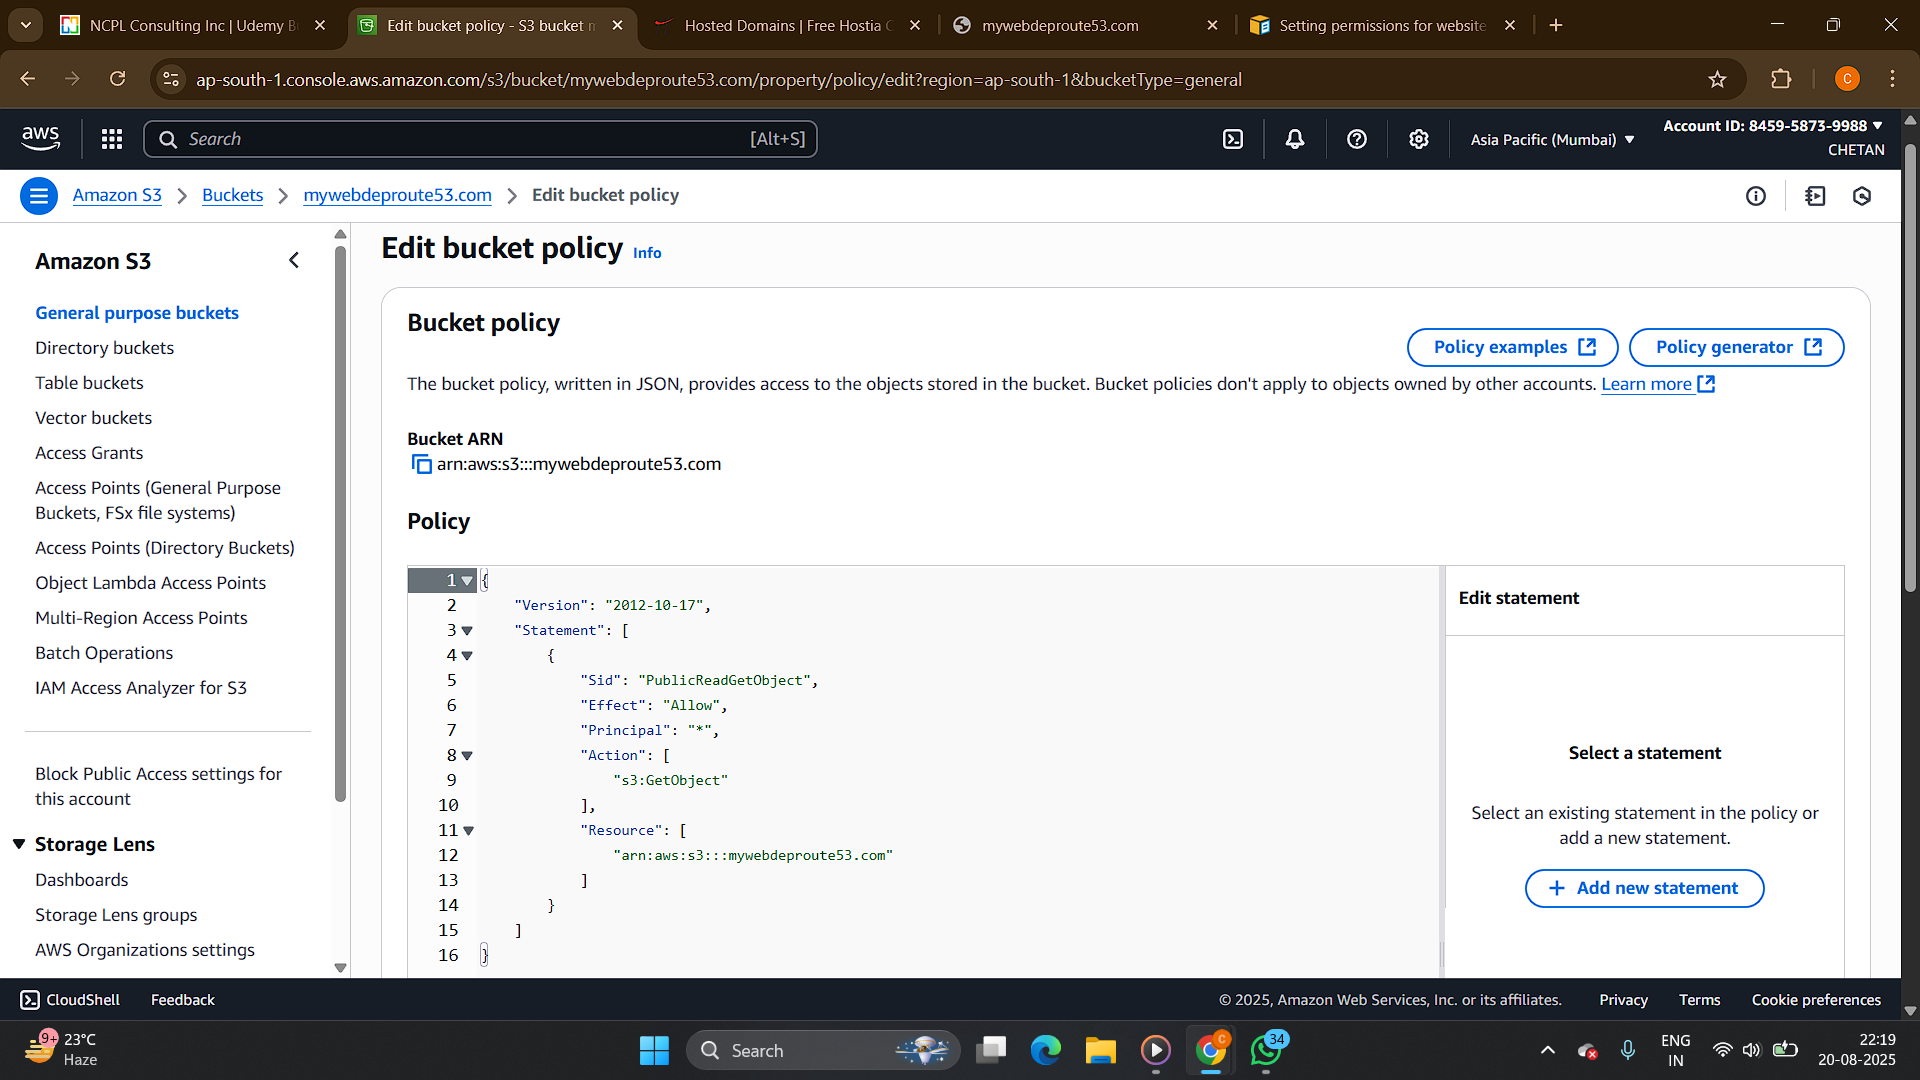 NCPL Consulting Inc | Udemy B
Edit bucket policy - S3 bucket m
Hosted Domains | Free Hostia C
mywebdeproute53.com
Setting permissions for website
ap-south-1.console.aws.amazon.com/s3/bucket/mywebdeproute53.com/property/policy/edit?region=ap-south-1&bucketType=general
C
aws
Search
[Alt+S]
Asia Pacific (Mumbai)
Account ID: 8459-5873-9988
CHETAN
Amazon S3
Buckets
mywebdeproute53.com
Edit bucket policy
Amazon S3
General purpose buckets
Directory buckets
Table buckets
Vector buckets
Access Grants
Access Points (General Purpose
Buckets, FSx file systems)
Access Points (Directory Buckets)
Object Lambda Access Points
Multi-Region Access Points
Batch Operations
IAM Access Analyzer for S3
Block Public Access settings for
this account
Storage Lens
Dashboards
Storage Lens groups
AWS Organizations settings
Edit bucket policy Info
Bucket policy
Policy examples
Policy generator
The bucket policy, written in JSON, provides access to the objects stored in the bucket. Bucket policies don't apply to objects owned by other accounts. Learn more
Bucket ARN
arn:aws:s3:::mywebdeproute53.com
Policy
1 {
2 "Version": "2012-10-17",
3 "Statement": [
4 {
5 "Sid": "PublicReadGetObject",
6 "Effect": "Allow",
7 "Principal": "*",
8 "Action": [
9 "s3:GetObject"
10 ],
11 "Resource": [
12 "arn:aws:s3:::mywebdeproute53.com"
13 ]
14 }
15 ]
16 }
Edit statement
Select a statement
Select an existing statement in the policy or
add a new statement.
+ Add new statement
CloudShell
Feedback
© 2025, Amazon Web Services, Inc. or its affiliates.
Privacy
Terms
Cookie preferences
9+
23°C
Haze
Search
C
34
ENG
IN
22:19
20-08-2025